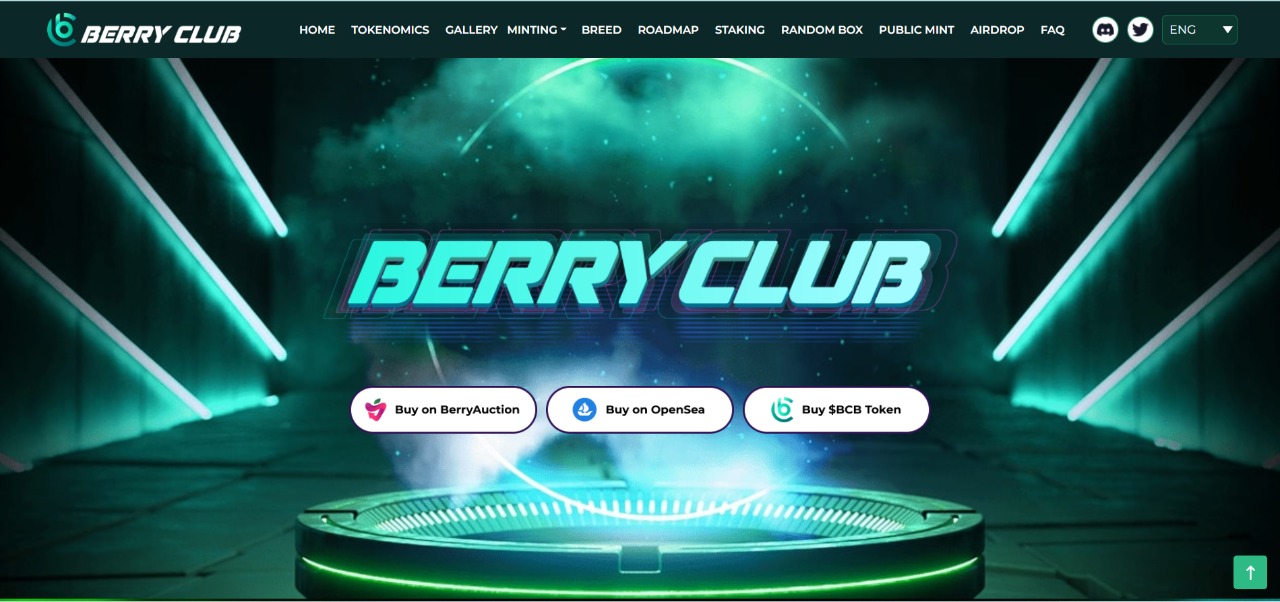 BERRY CLUB HOME TOKENOMICS GALLERY MINTING BREED ROADMAP STAKING RANDOM BOX PUBLIC MINT AIRDROP FAQ ENG
BERRY CLUB
Buy on BerryAuction Buy on OpenSea Buy $BCB Token